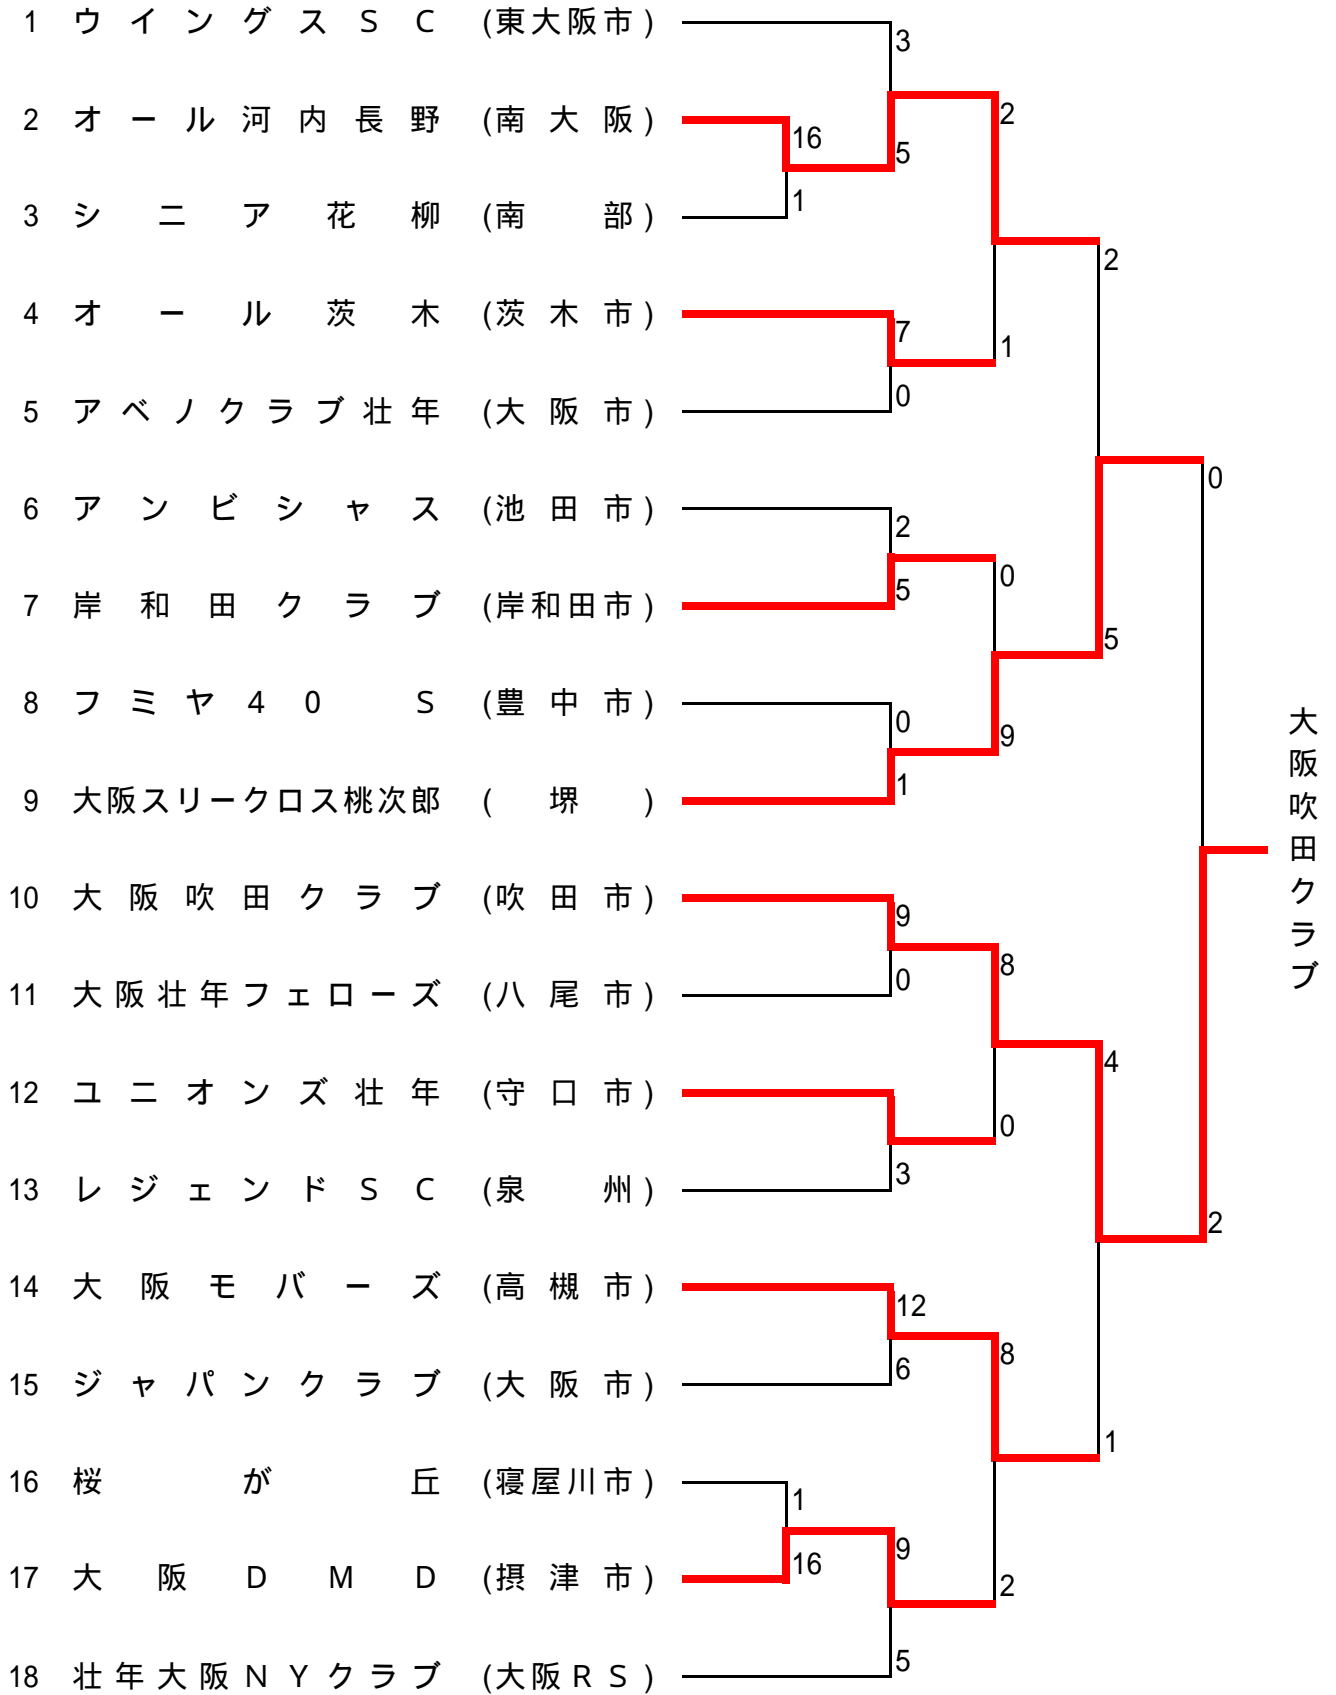 1 ウイングスSC (東大阪市)
3
2 オール河内長野 (南大阪)
16
5
2
3 シニア花柳 (南部)
1
2
4 オール茨木 (茨木市)
7
1
5 アベノクラブ壮年 (大阪市)
0
0
6 アンビシャス (池田市)
2
0
7 岸和田クラブ (岸和田市)
5
5
8 フミヤ40 S (豊中市)
0
9
9 大阪スリークロス桃次郎 (堺)
1
大阪吹田クラブ
10 大阪吹田クラブ (吹田市)
9
8
11 大阪壮年フェローズ (八尾市)
0
4
12 ユニオンズ壮年 (守口市)
0
13 レジェンドSC (泉州)
3
2
14 大阪モバーズ (高槻市)
12
8
15 ジャパンクラブ (大阪市)
6
1
16 桜が丘 (寝屋川市)
1
9
17 大阪DMD (摂津市)
16
2
18 壮年大阪NYクラブ (大阪RS)
5